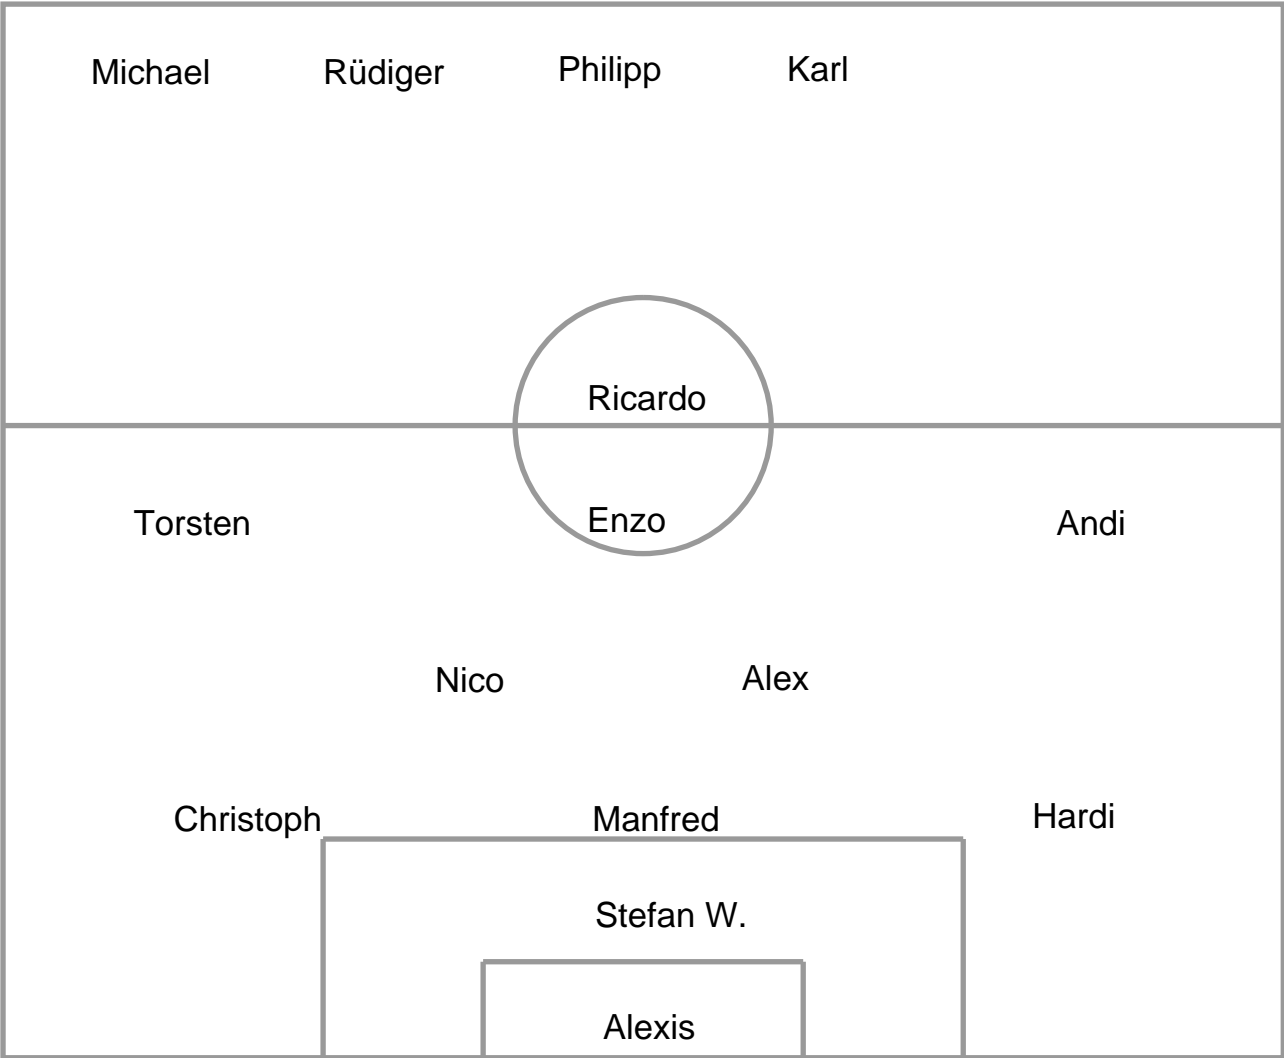 Michael Rüdiger Philipp Karl
Ricardo
Torsten Enzo Andi
Nico Alex
Christoph Manfred Hardi
Stefan W.
Alexis